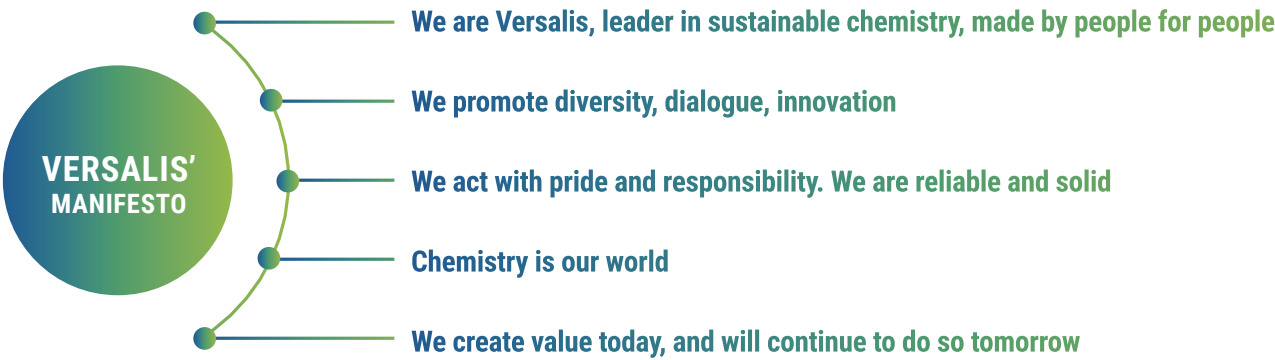 VERSALIS’
MANIFESTO
We are Versalis, leader in sustainable chemistry, made by people for people
We promote diversity, dialogue, innovation
We act with pride and responsibility. We are reliable and solid
Chemistry is our world
We create value today, and will continue to do so tomorrow